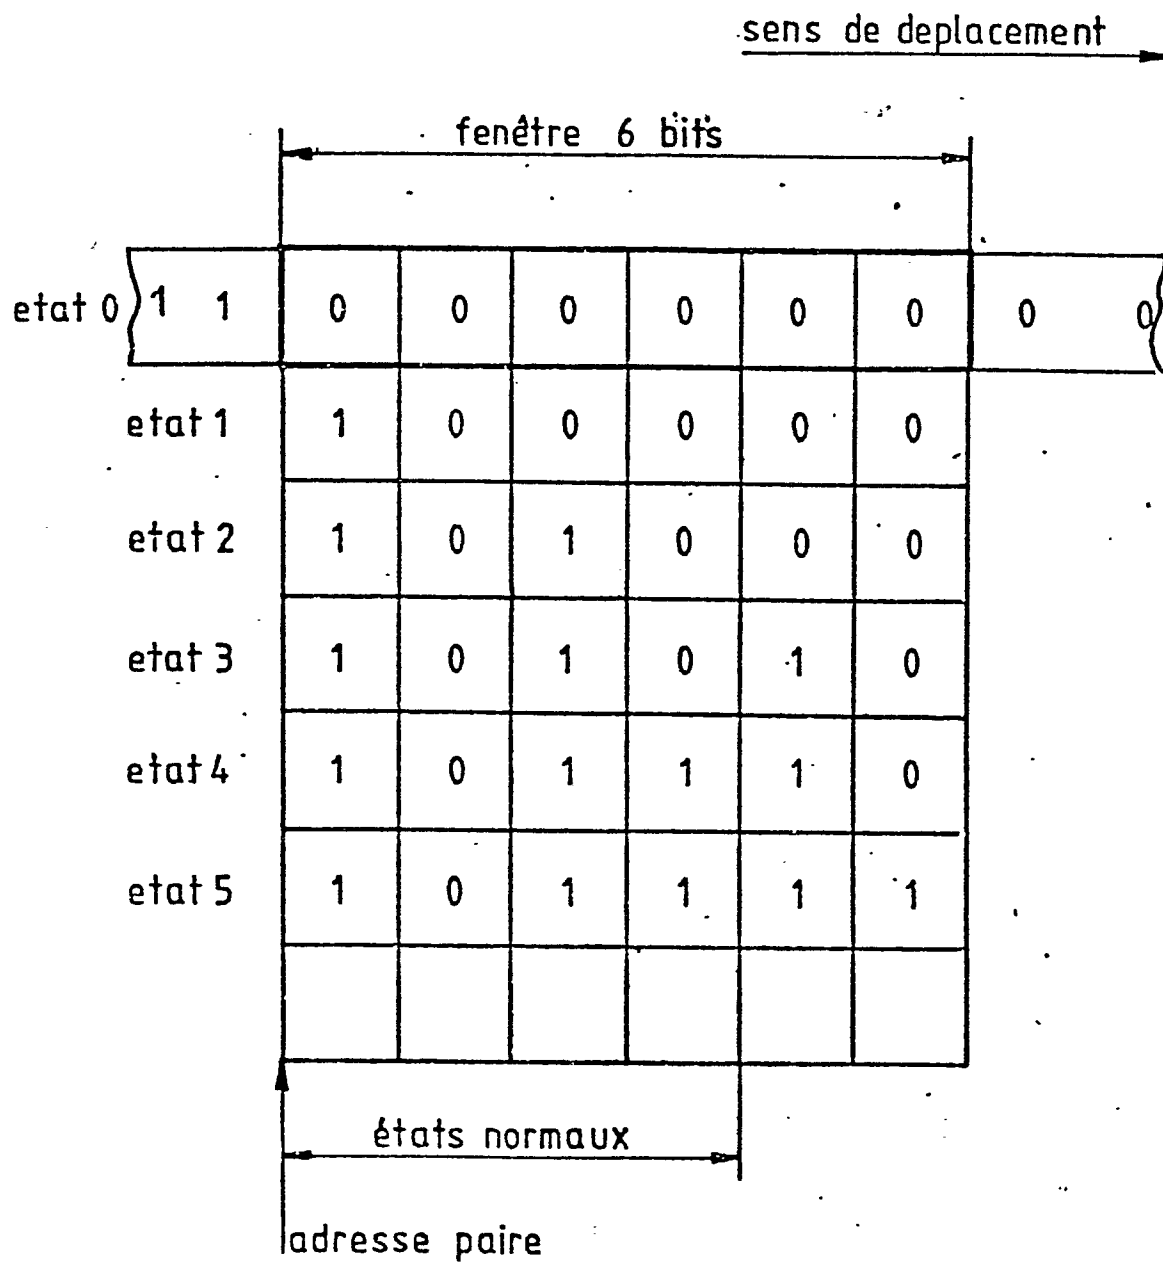 sens de deplacement
fenêtre 6 bits
etat 0 1 1 0 0 0 0 0 0 0 0
etat 1 1 0 0 0 0 0
etat 2 1 0 1 0 0 0
etat 3 1 0 1 0 1 0
etat 4 1 0 1 1 1 0
etat 5 1 0 1 1 1 1
états normaux
adresse paire